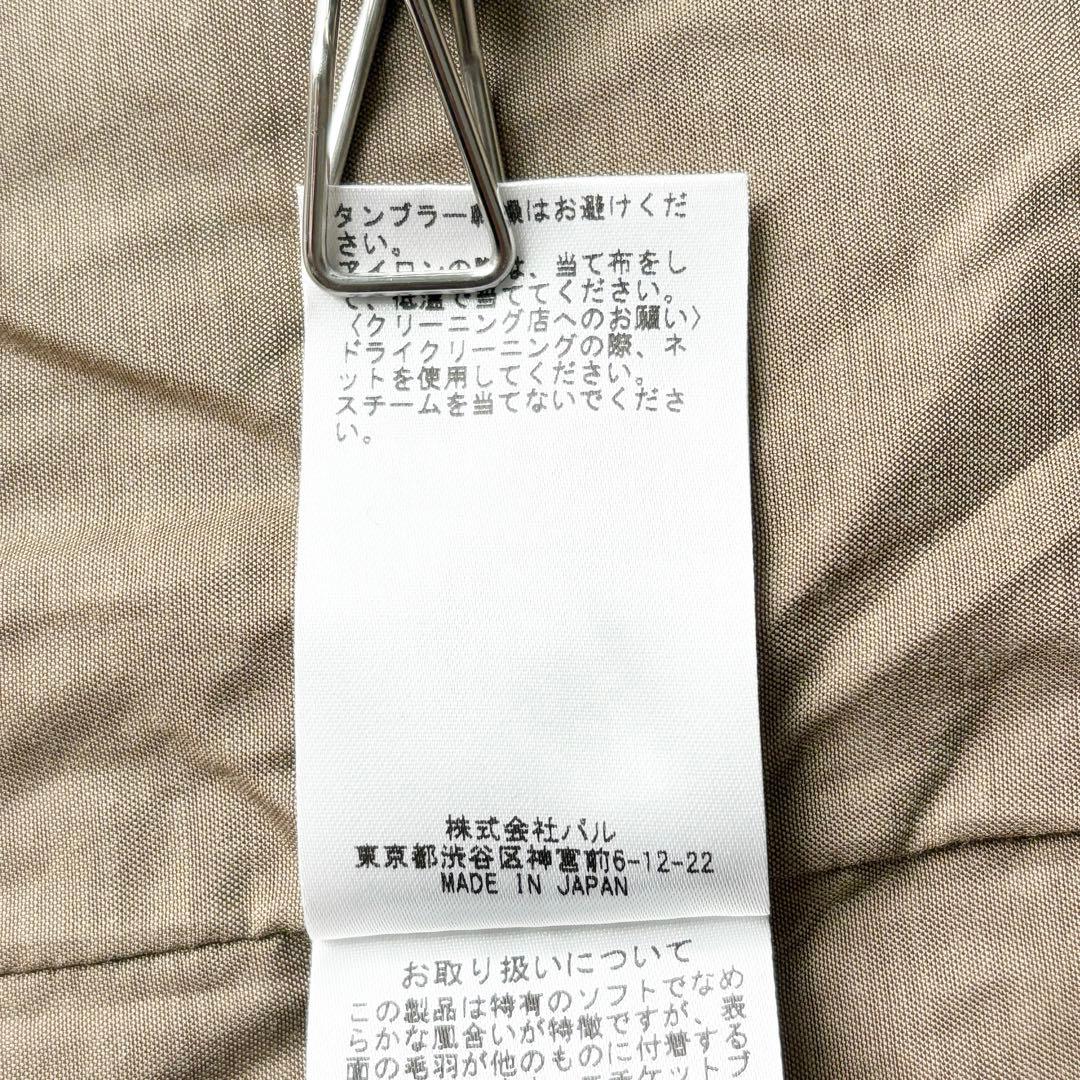 タンブラー乾燥はお避けくだ
さい。
アイロンの際は、当て布をし
て、低温で当ててください。
〈クリーニング店へのお願い〉
ドライクリーニングの際、ネ
ットを使用してください。
スチームを当てないでくださ
い。
株式会社パル
東京都渋谷区神宮前6-12-22
MADE IN JAPAN
お取り扱いについて
この製品は特有のソフトでなめ
らかな風合いが特徴ですが、表
面の毛羽が他のものに付着する